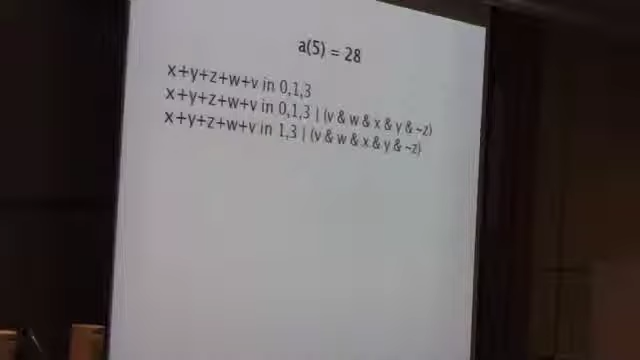 a(5) = 28
x+y+z+w+v in 0,1,3
x+y+z+w+v in 0,1,3 | (v & w & x & y & ~z)
x+y+z+w+v in 1,3 | (v & w & x & y & ~z)